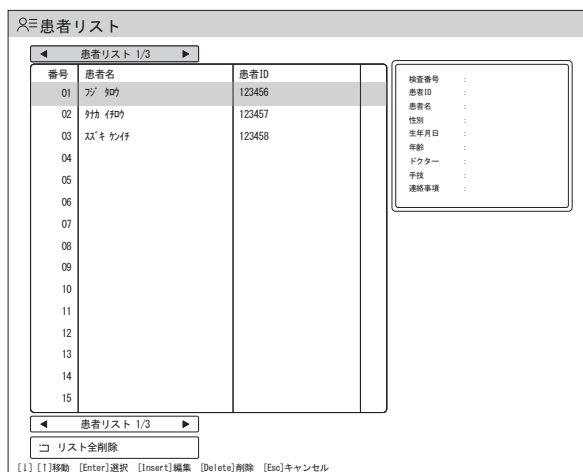 患者リスト
◀ 患者リスト 1/3 ▶
番号 患者名 患者ID
01 フジ゙ タロウ 123456
02 タナカ イチロウ 123457
03 スズキ ケンイチ 123458
04
05
06
07
08
09
10
11
12
13
14
15
◀ 患者リスト 1/3 ▶
リスト全削除
検査番号 :
患者ID :
患者名 :
性別 :
生年月日 :
年齢 :
ドクター :
手技 :
連絡事項 :
[↓] [↑]移動 [Enter]選択 [Insert]編集 [Delete]削除 [Esc]キャンセル